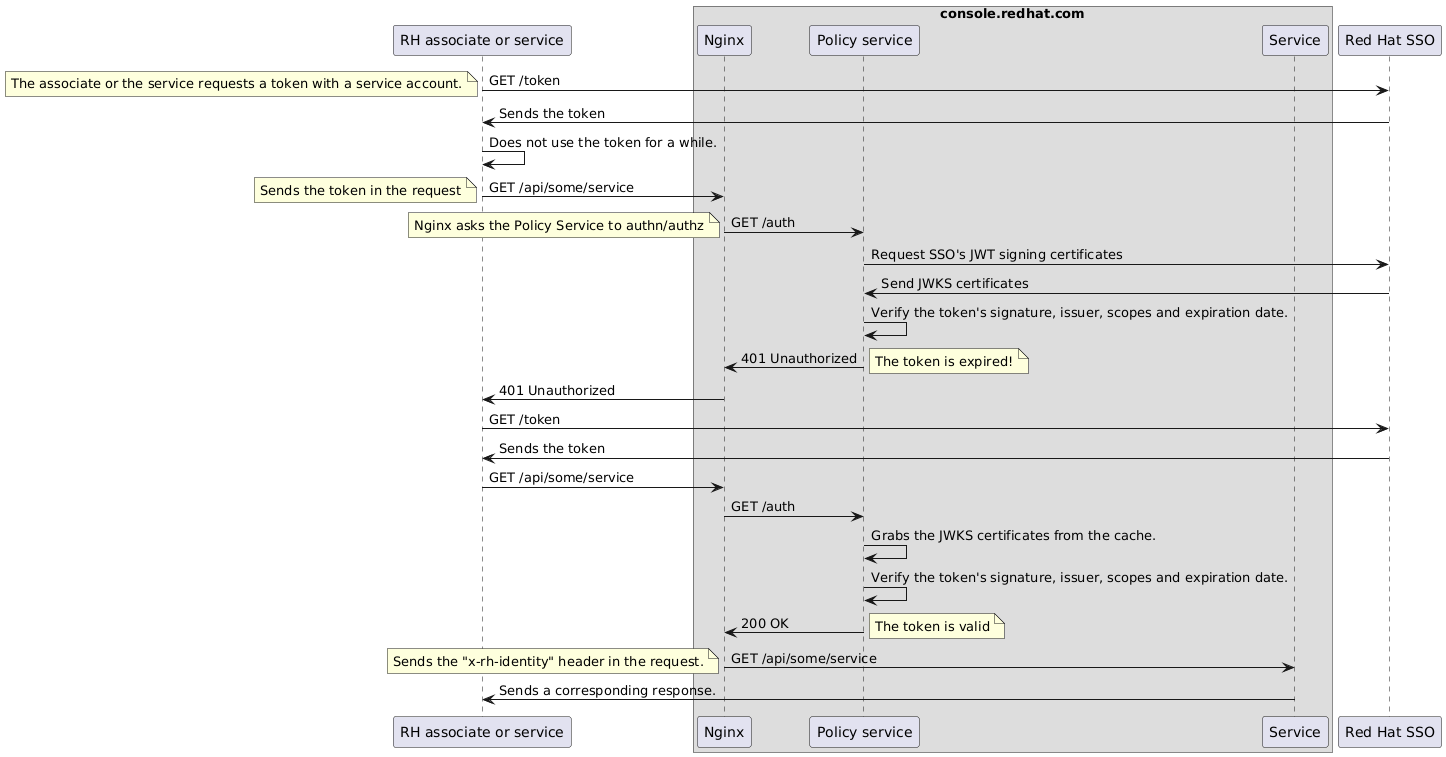 console.redhat.com
RH associate or service
Nginx
Policy service
Service
Red Hat SSO
The associate or the service requests a token with a service account.
GET /token
Sends the token
Does not use the token for a while.
Sends the token in the request
GET /api/some/service
Nginx asks the Policy Service to authn/authz
GET /auth
Request SSO's JWT signing certificates
Send JWKS certificates
Verify the token's signature, issuer, scopes and expiration date.
401 Unauthorized
The token is expired!
401 Unauthorized
GET /token
Sends the token
GET /api/some/service
GET /auth
Grabs the JWKS certificates from the cache.
Verify the token's signature, issuer, scopes and expiration date.
200 OK
The token is valid
Sends the "x-rh-identity" header in the request.
GET /api/some/service
Sends a corresponding response.
RH associate or service
Nginx
Policy service
Service
Red Hat SSO